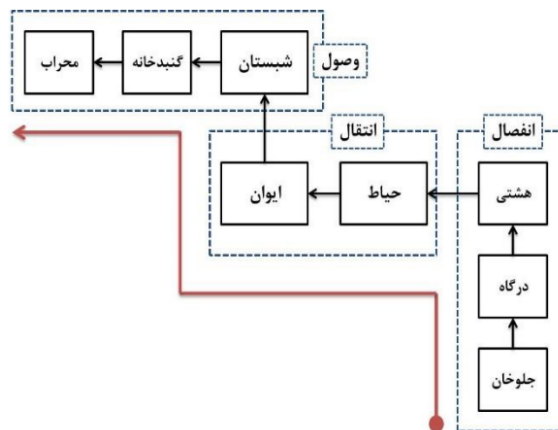 وصول
شبستان
گنبدخانه
محراب
انتقال
انفصال
ایوان
حیاط
هشتی
درگاه
جلوخان